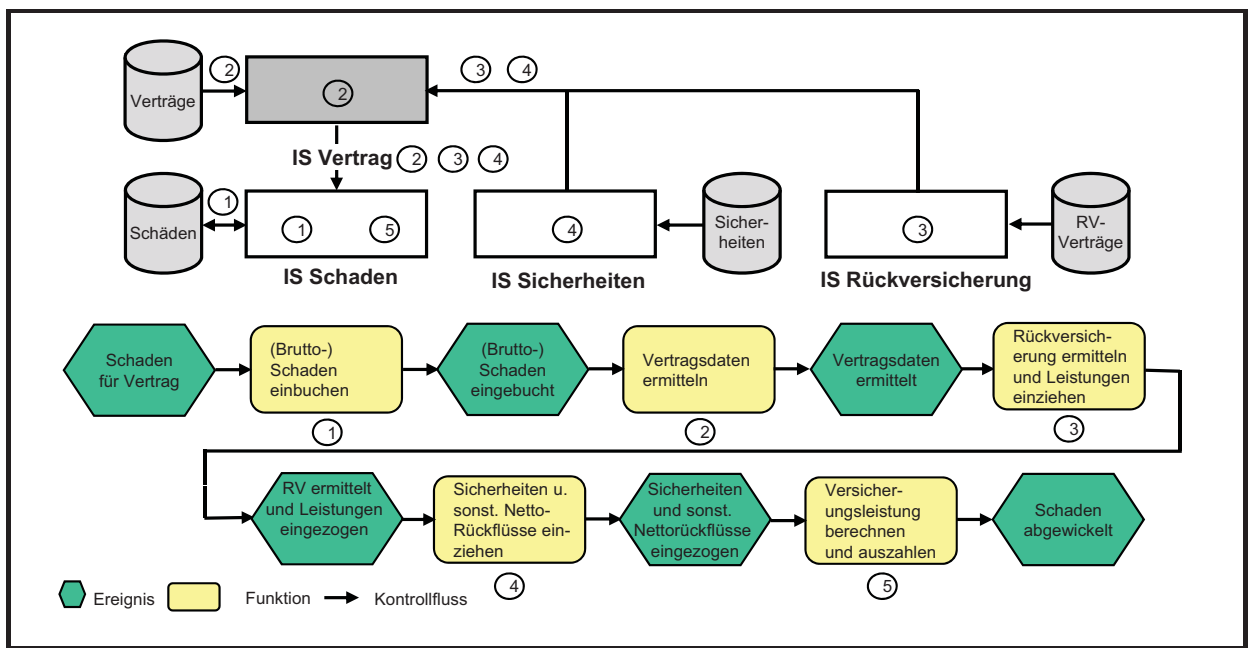 Verträge
2
2
3 4
IS Vertrag 2 3 4
Schäden
1
1 5
IS Schaden
4
IS Sicherheiten
Sicher-
heiten
3
IS Rückversicherung
RV-
Verträge
Schaden
für Vertrag
(Brutto-)
Schaden
einbuchen
1
(Brutto-)
Schaden
eingebucht
Vertragsdaten
ermitteln
2
Vertragsdaten
ermittelt
Rückversich-
erung ermitteln
und Leistungen
einziehen
3
RV ermittelt
und Leistungen
eingezogen
Sicherheiten u.
sonst. Netto-
Rückflüsse ein-
ziehen
4
Sicherheiten
und sonst.
Nettorückflüsse
eingezogen
Versicher-
ungsleistung
berechnen
und auszahlen
5
Schaden
abgewickelt
Ereignis Funktion Kontrollfluss